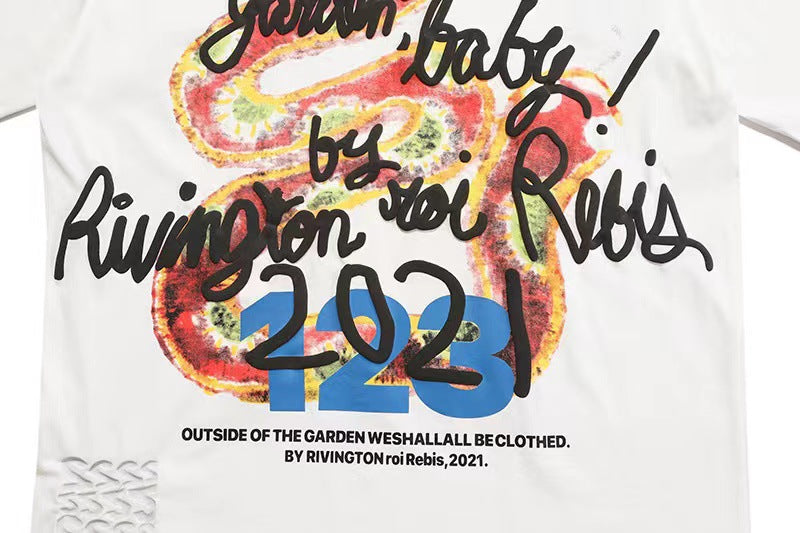 garden, baby!
by
Rivington roi Rebis
2021
123
OUTSIDE OF THE GARDEN WESHALLALL BE CLOTHED.
BY RIVINGTON roi Rebis, 2021.